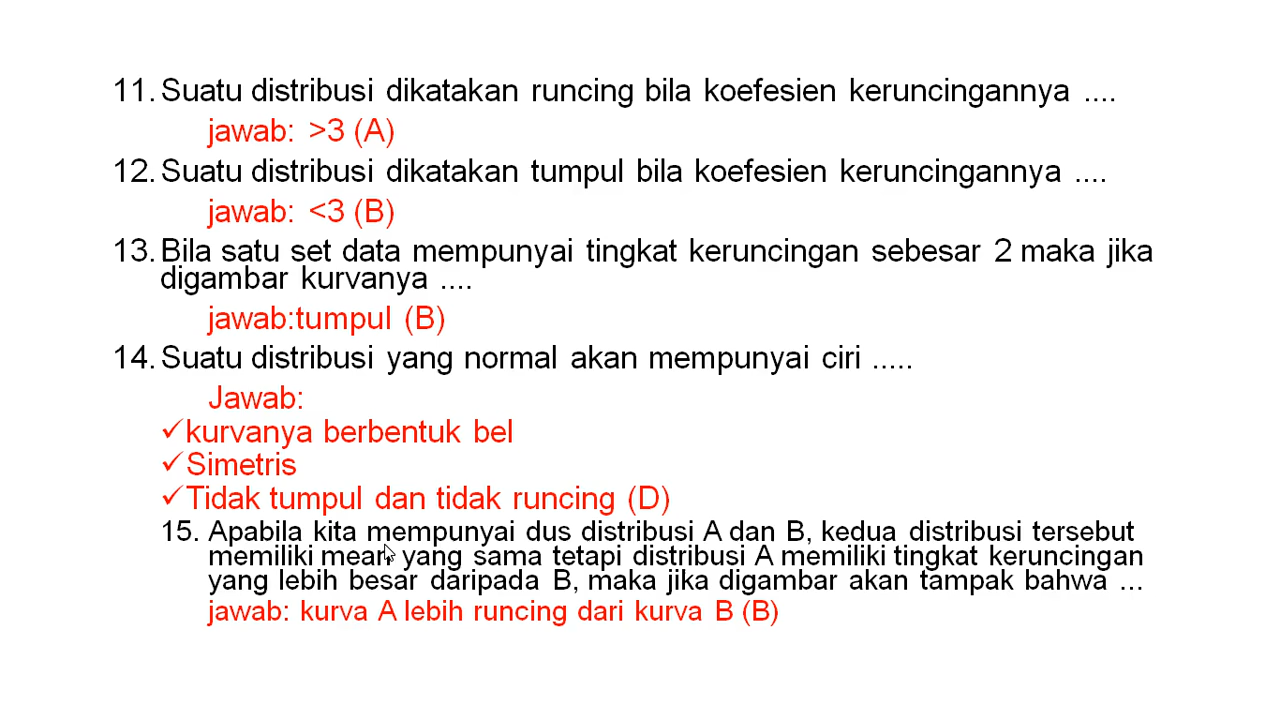 11. Suatu distribusi dikatakan runcing bila koefesien keruncingannya ....
jawab: >3 (A)
12. Suatu distribusi dikatakan tumpul bila koefesien keruncingannya ....
jawab: <3 (B)
13. Bila satu set data mempunyai tingkat keruncingan sebesar 2 maka jika
digambar kurvanya ....
jawab:tumpul (B)
14. Suatu distribusi yang normal akan mempunyai ciri .....
Jawab:
✓kurvanya berbentuk bel
✓Simetris
✓Tidak tumpul dan tidak runcing (D)
15. Apabila kita mempunyai dus distribusi A dan B, kedua distribusi tersebut
memiliki mean yang sama tetapi distribusi A memiliki tingkat keruncingan
yang lebih besar daripada B, maka jika digambar akan tampak bahwa ...
jawab: kurva A lebih runcing dari kurva B (B)